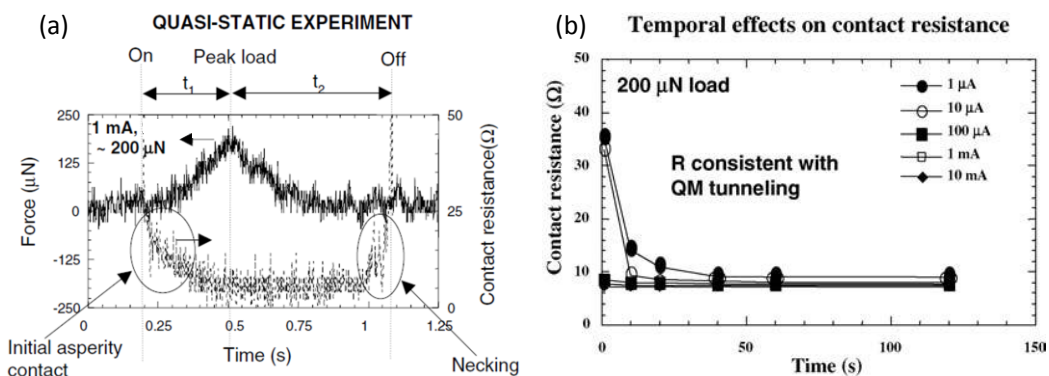 (a)
QUASI-STATIC EXPERIMENT
On
Peak load
Off
t1
t2
250
125
0
-125
-250
Force (µN)
1 mA,
~ 200 µN
50
25
0
Contact resistance(Ω)
0
0.25
0.5
0.75
1
1.25
Time (s)
Initial asperity
contact
Necking
(b)
Temporal effects on contact resistance
50
40
30
20
10
0
Contact resistance (Ω)
200 µN load
1 µA
10 µA
100 µA
1 mA
10 mA
R consistent with
QM tunneling
0
50
100
150
Time (s)